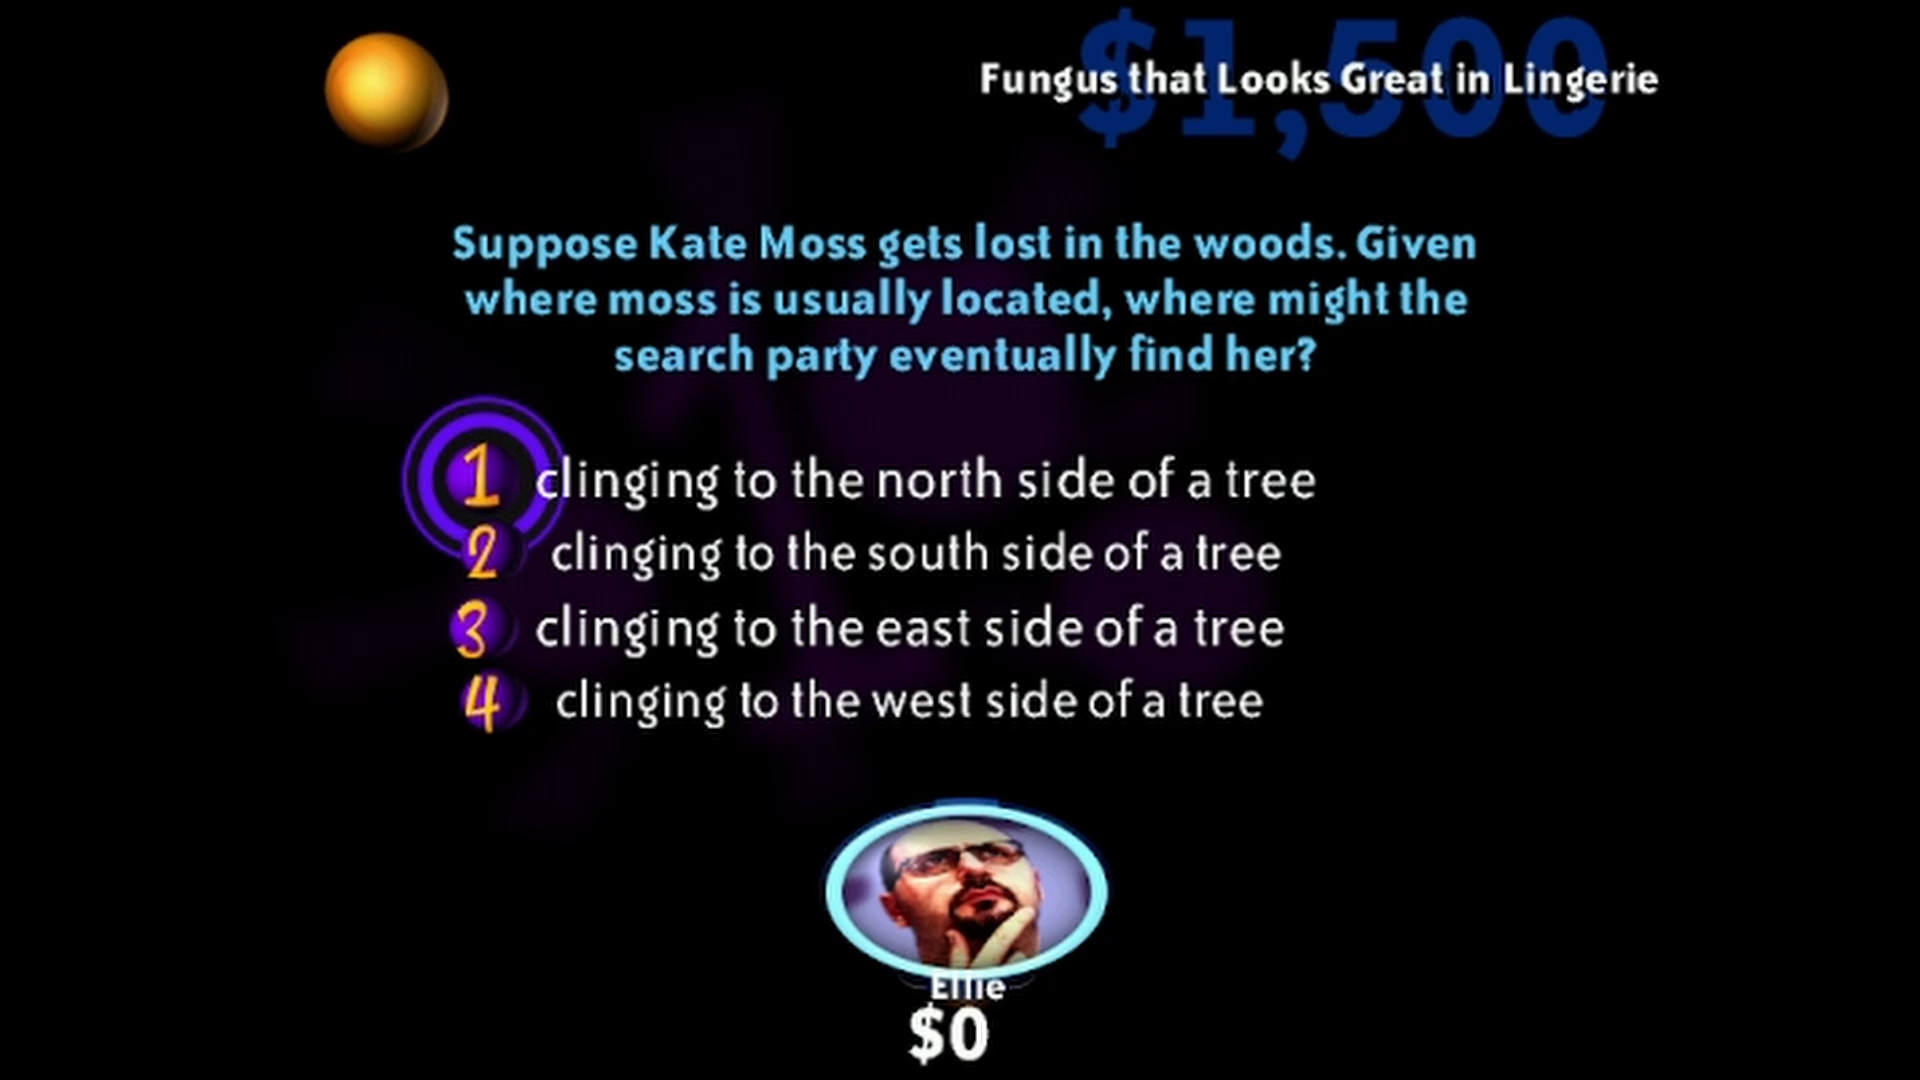 $1,500
Fungus that Looks Great in Lingerie
Suppose Kate Moss gets lost in the woods. Given
where moss is usually located, where might the
search party eventually find her?
1 clinging to the north side of a tree
2 clinging to the south side of a tree
3 clinging to the east side of a tree
4 clinging to the west side of a tree
Ellie
$0